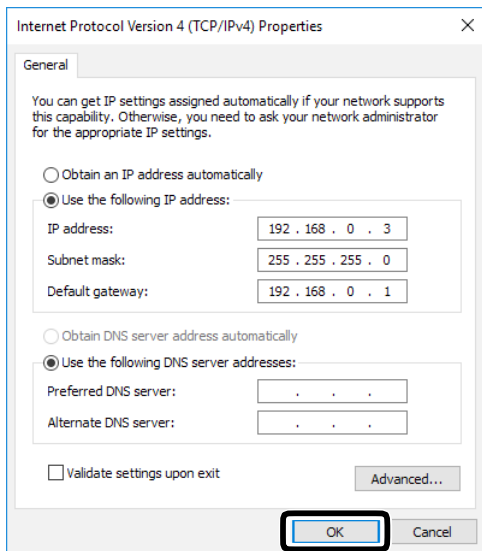 Internet Protocol Version 4 (TCP/IPv4) Properties
General
You can get IP settings assigned automatically if your network supports
this capability. Otherwise, you need to ask your network administrator
for the appropriate IP settings.
Obtain an IP address automatically
Use the following IP address:
IP address: 192 . 168 . 0 . 3
Subnet mask: 255 . 255 . 255 . 0
Default gateway: 192 . 168 . 0 . 1
Obtain DNS server address automatically
Use the following DNS server addresses:
Preferred DNS server: . . .
Alternate DNS server: . . .
Validate settings upon exit
Advanced...
OK Cancel